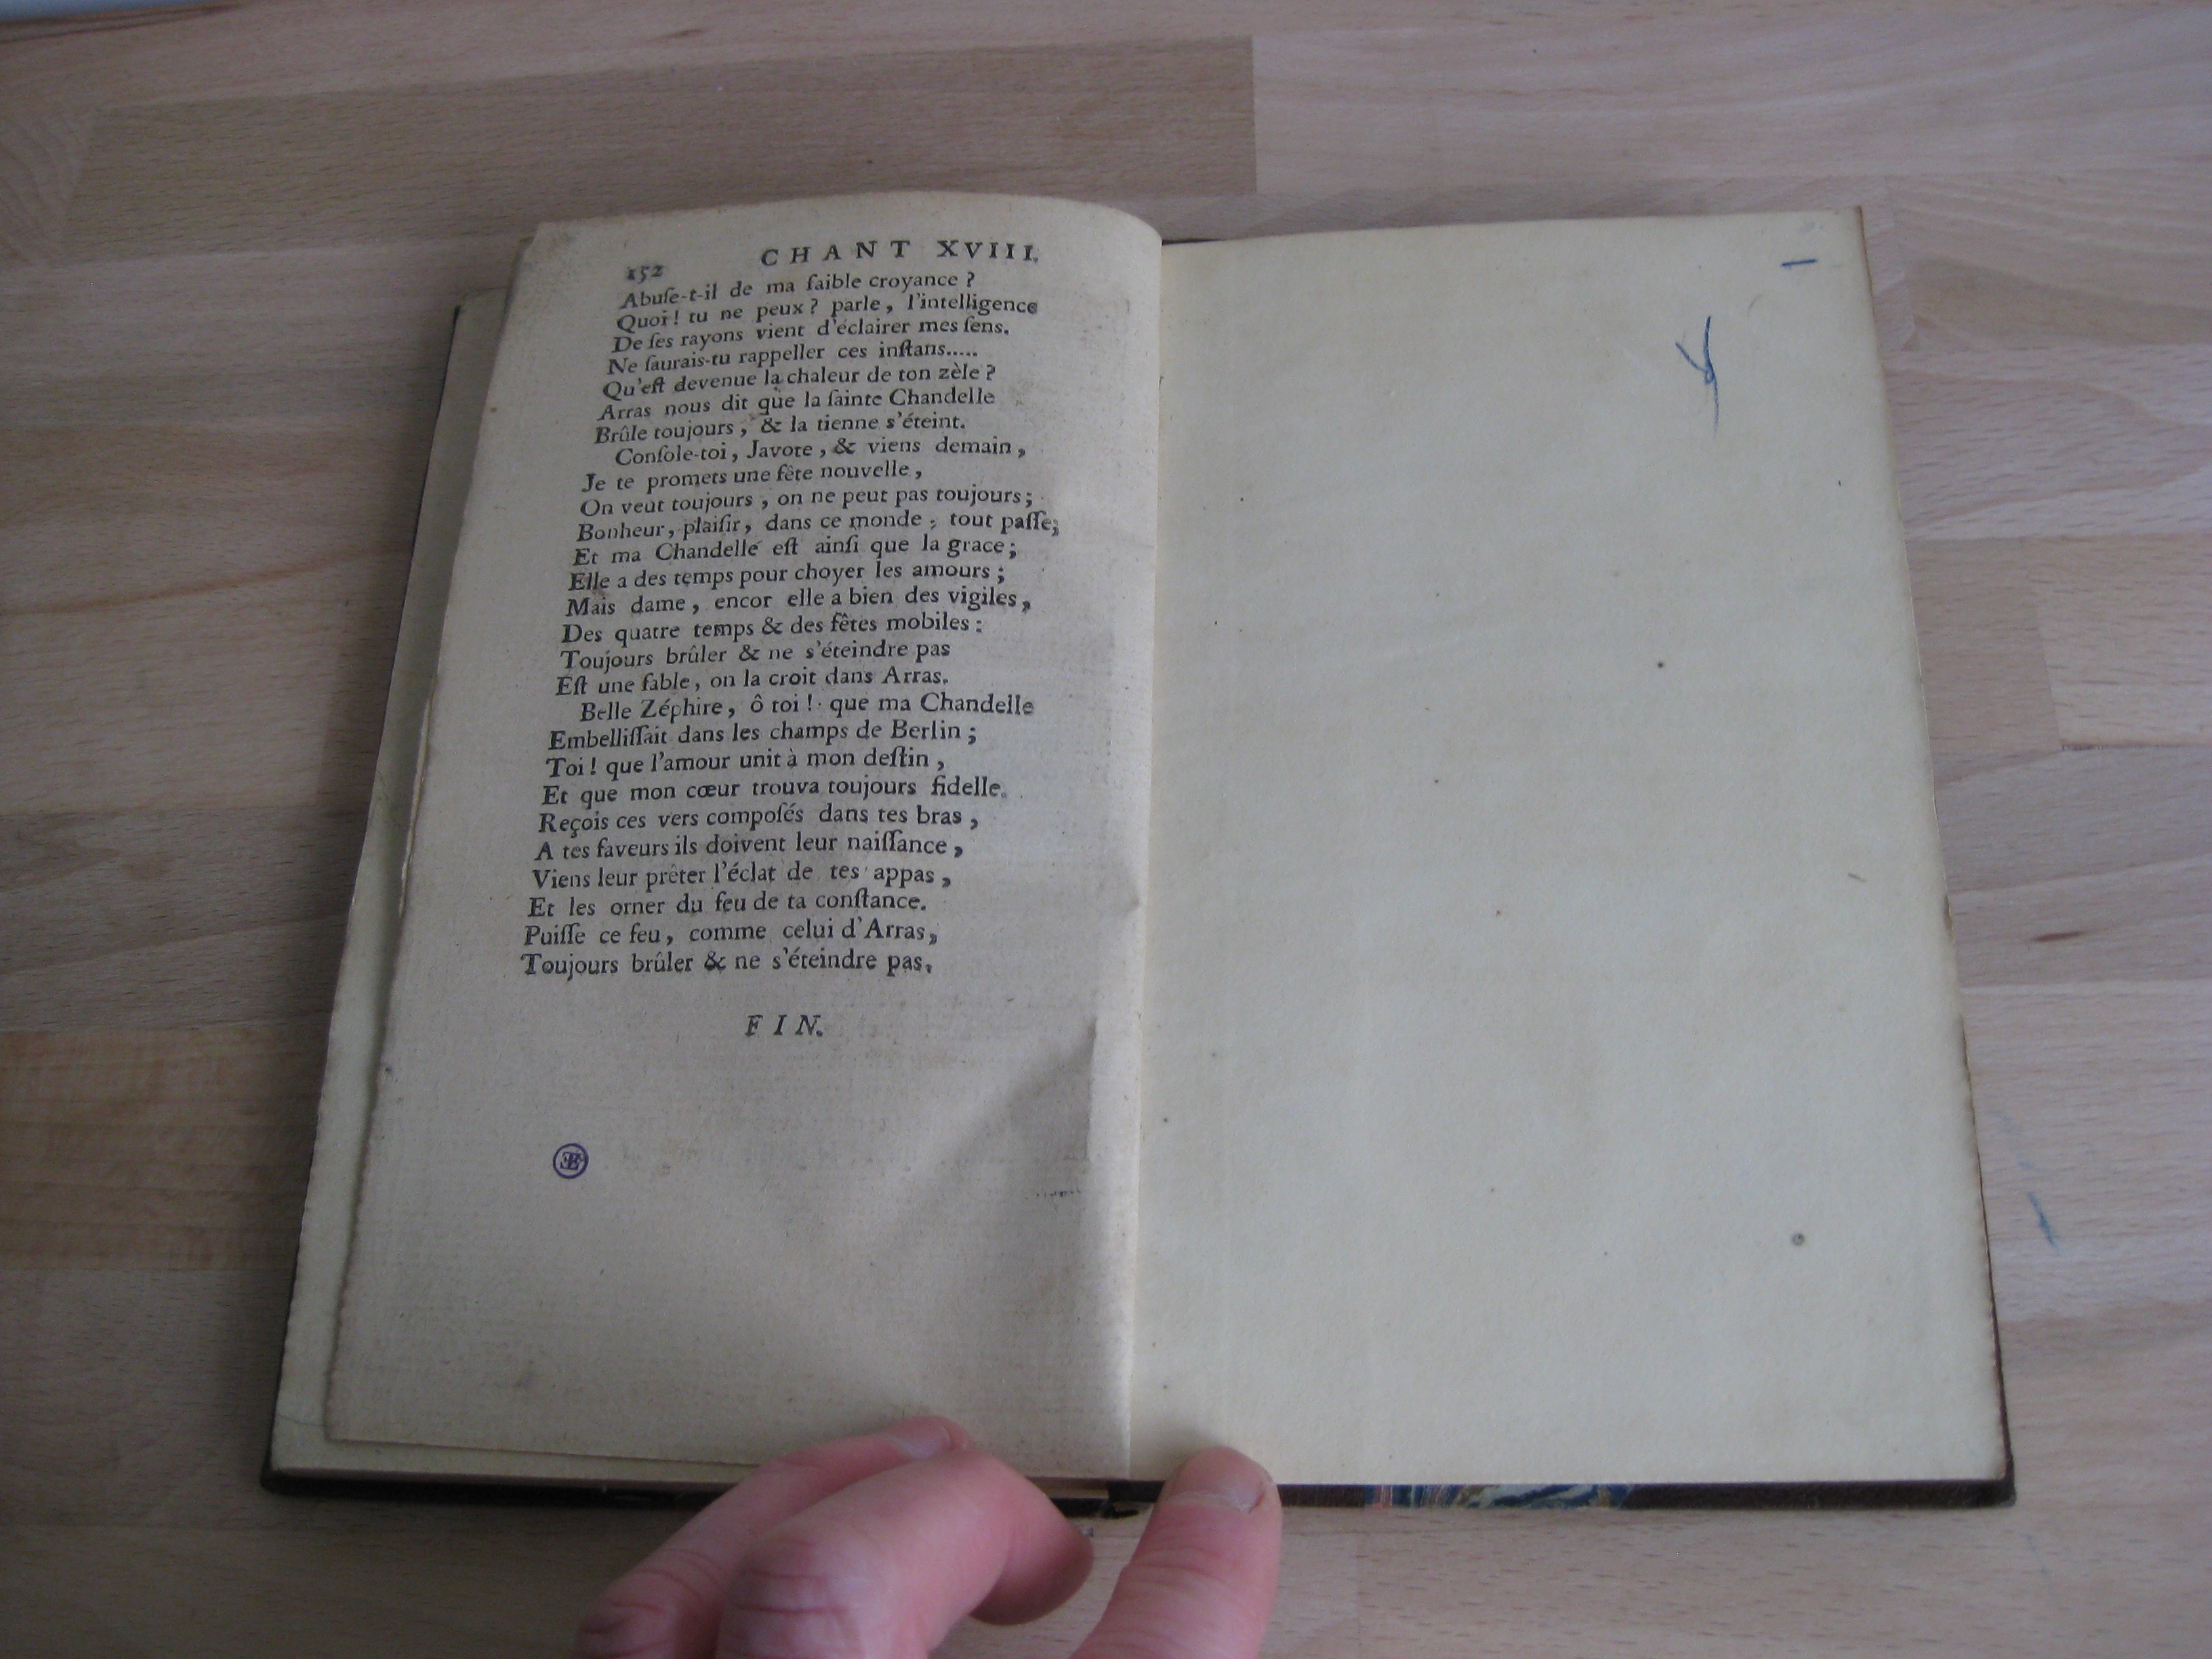 152 CHANT XVIII.
Abuſe-t-il de ma faible croyance ?
Quoi! tu ne peux? parle, l'intelligence
De ſes rayons vient d'éclairer mes ſens.
Ne ſaurais-tu rappeller ces inſtans.....
Qu'eſt devenue la chaleur de ton zèle ?
Arras nous dit que la ſainte Chandelle
Brûle toujours, & la tienne s'éteint.
Conſole-toi, Javote, & viens demain,
Je te promets une fête nouvelle,
On veut toujours, on ne peut pas toujours;
Bonheur, plaiſir, dans ce monde; tout paſſe;
Et ma Chandelle eſt ainſi que la grace;
Elle a des temps pour choyer les amours;
Mais dame, encor elle a bien des vigiles,
Des quatre temps & des fêtes mobiles:
Toujours brûler & ne s'éteindre pas
Eſt une fable, on la croit dans Arras.
Belle Zéphire, ô toi! que ma Chandelle
Embelliſſait dans les champs de Berlin;
Toi! que l'amour unit à mon deſtin,
Et que mon cœur trouva toujours fidelle.
Reçois ces vers compoſés dans tes bras,
A tes faveurs ils doivent leur naiſſance,
Viens leur prêter l'éclat de tes appas,
Et les orner du feu de ta conſtance.
Puiſſe ce feu, comme celui d'Arras,
Toujours brûler & ne s'éteindre pas.
FIN.